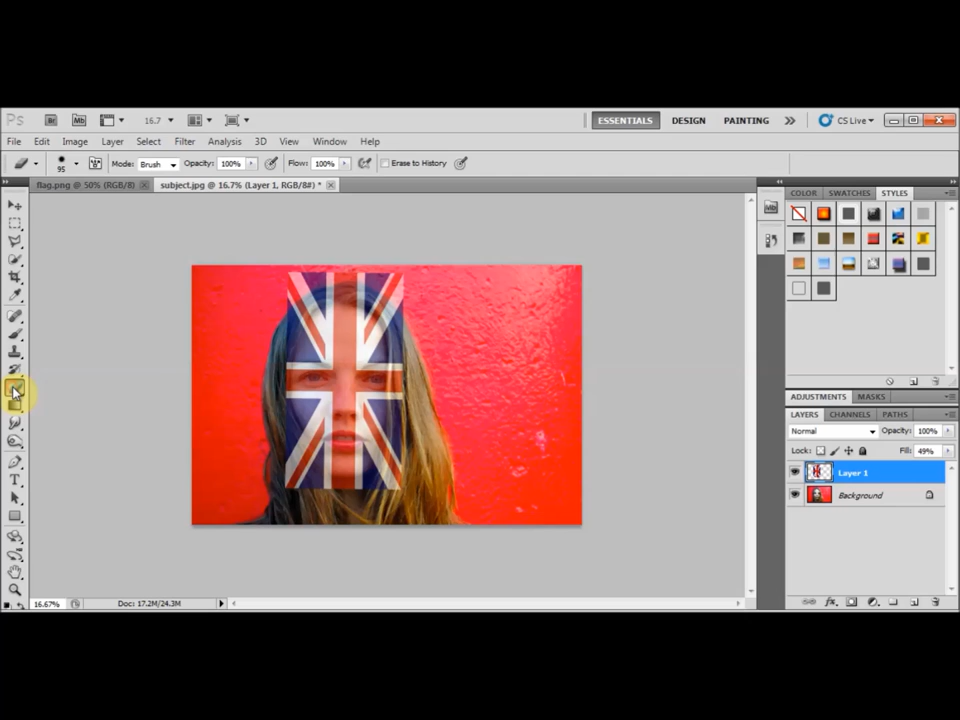 Ps Br Mb 16.7 ESSENTIALS DESIGN PAINTING CS Live
File Edit Image Layer Select Filter Analysis 3D View Window Help
95 Mode: Brush Opacity: 100% Flow: 100% Erase to History
flag.png @ 50% (RGB/8) subject.jpg @ 16.7% (Layer 1, RGB/8#) *
COLOR SWATCHES STYLES
Mb
ADJUSTMENTS MASKS
LAYERS CHANNELS PATHS
Normal Opacity: 100%
Lock: Fill: 49%
Layer 1
Background
16.67% Doc: 17.2M/24.3M